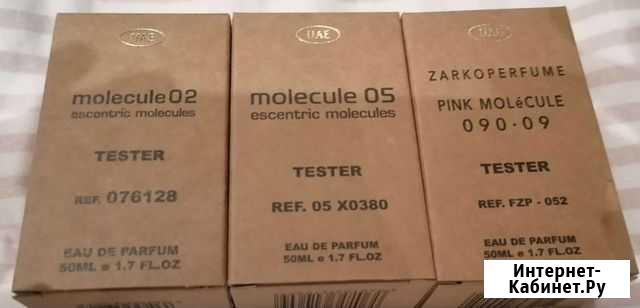 UAE
molecule 02
escentric molecules
TESTER
REF. 076128
EAU DE PARFUM
50ML e 1.7 FL.OZ
UAE
molecule 05
escentric molecules
TESTER
REF. 05 X0380
EAU DE PARFUM
50ML e 1.7 FL.OZ
UAE
ZARKOPERFUME
PINK MOLéCULE
090·09
TESTER
REF. FZP - 052
EAU DE PARFUM
50ML e 1.7 FL.OZ
Интернет-
Кабинет.Ру